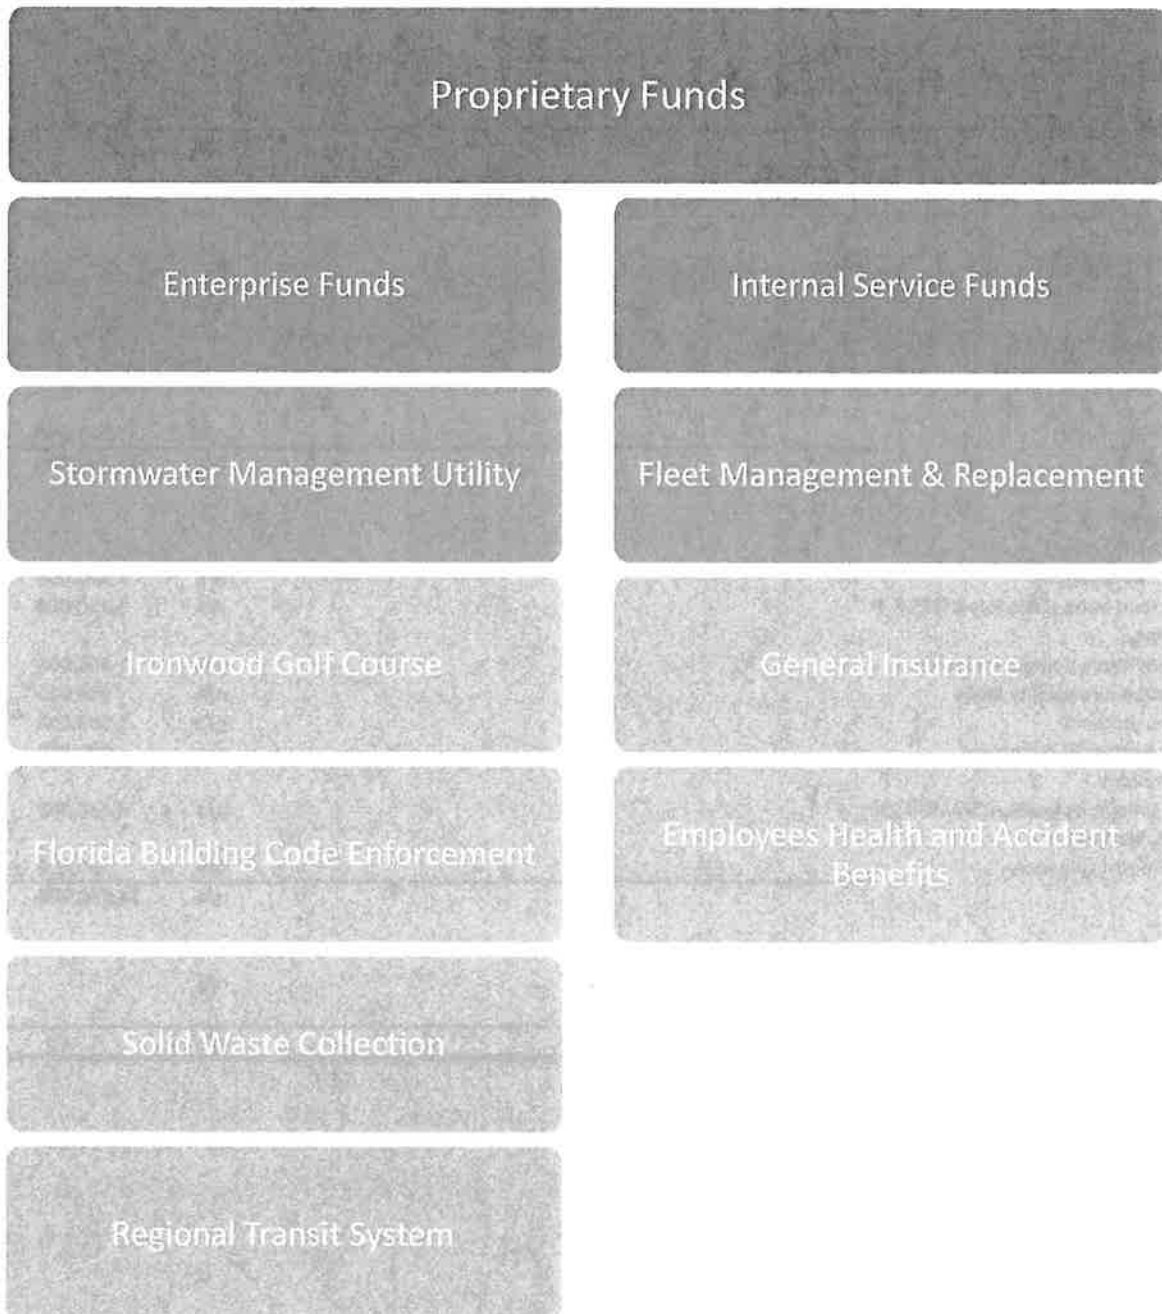 Proprietary Funds
Enterprise Funds
Internal Service Funds
Stormwater Management Utility
Fleet Management & Replacement
Ironwood Golf Course
General Insurance
Florida Building Code Enforcement
Employees Health and Accident
Benefits
Solid Waste Collection
Regional Transit System